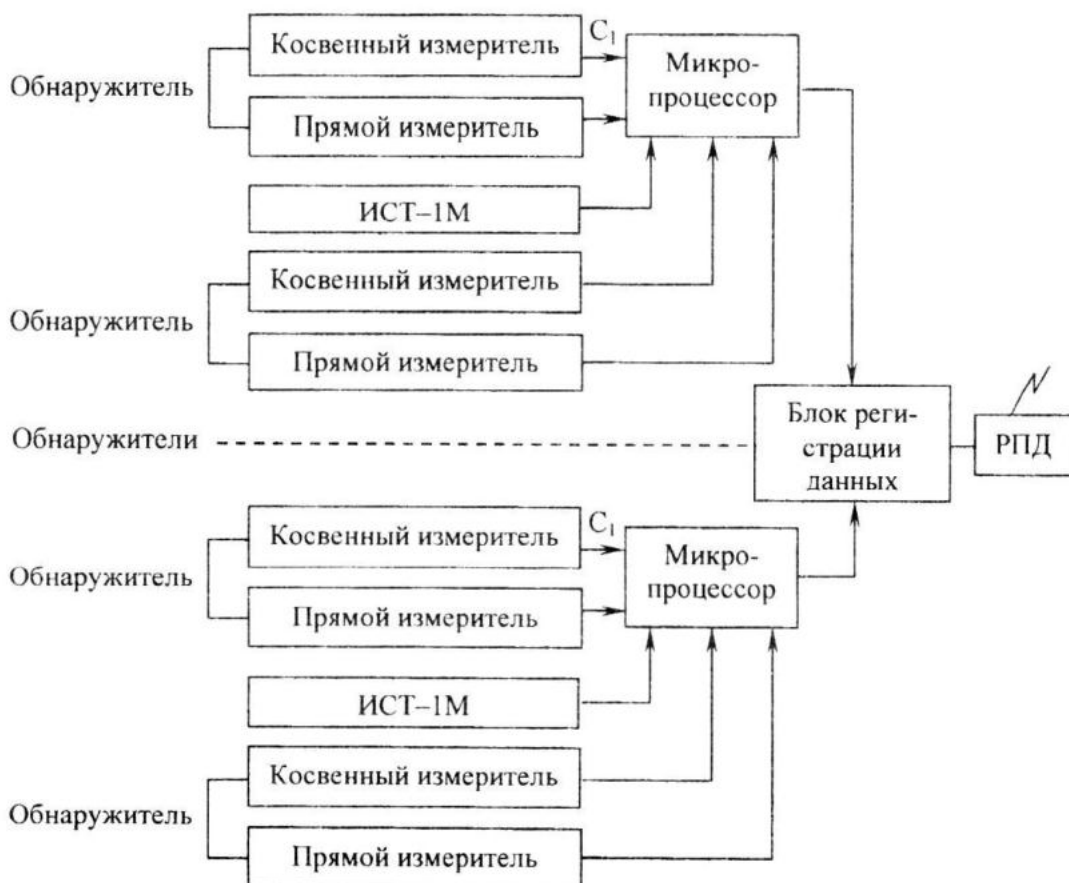 Косвенный измеритель
C₁
Обнаружитель
Микро-
процессор
Прямой измеритель
ИСТ–1М
Косвенный измеритель
Обнаружитель
Прямой измеритель
Обнаружители
Блок реги-
страции
данных
РПД
Косвенный измеритель
C₁
Обнаружитель
Микро-
процессор
Прямой измеритель
ИСТ–1М
Косвенный измеритель
Обнаружитель
Прямой измеритель